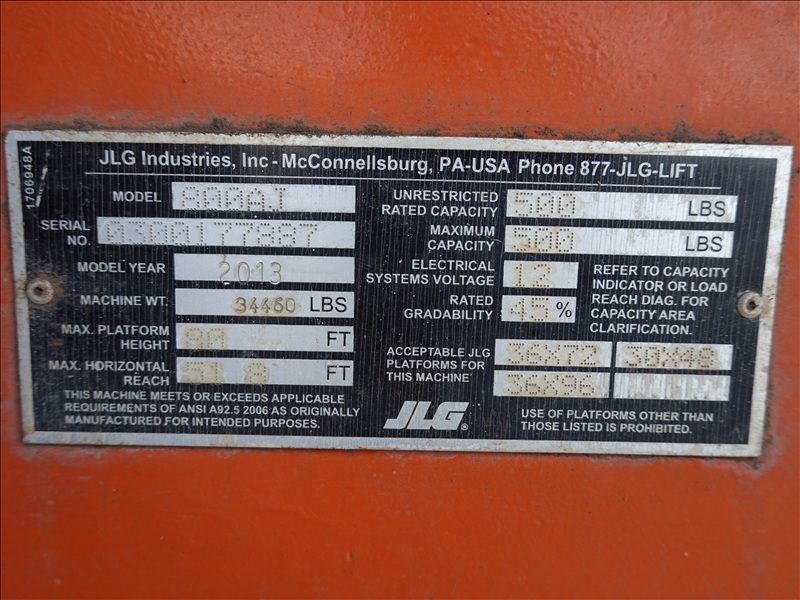 1706948A
JLG Industries, Inc - McConnellsburg, PA-USA Phone 877-JLG-LIFT
MODEL 800AJ
SERIAL NO. 0300177887
MODEL YEAR 2013
MACHINE WT. 34460 LBS
MAX. PLATFORM HEIGHT 80 FT
MAX. HORIZONTAL REACH FT
THIS MACHINE MEETS OR EXCEEDS APPLICABLE
REQUIREMENTS OF ANSI A92.5 2006 AS ORIGINALLY
MANUFACTURED FOR INTENDED PURPOSES.
UNRESTRICTED
RATED CAPACITY 500 LBS
MAXIMUM
CAPACITY 500 LBS
ELECTRICAL
SYSTEMS VOLTAGE 12
RATED
GRADABILITY 45 %
REFER TO CAPACITY
INDICATOR OR LOAD
REACH DIAG. FOR
CAPACITY AREA
CLARIFICATION.
ACCEPTABLE JLG
PLATFORMS FOR
THIS MACHINE
36X72 30X48
36X96
JLG®
USE OF PLATFORMS OTHER THAN
THOSE LISTED IS PROHIBITED.